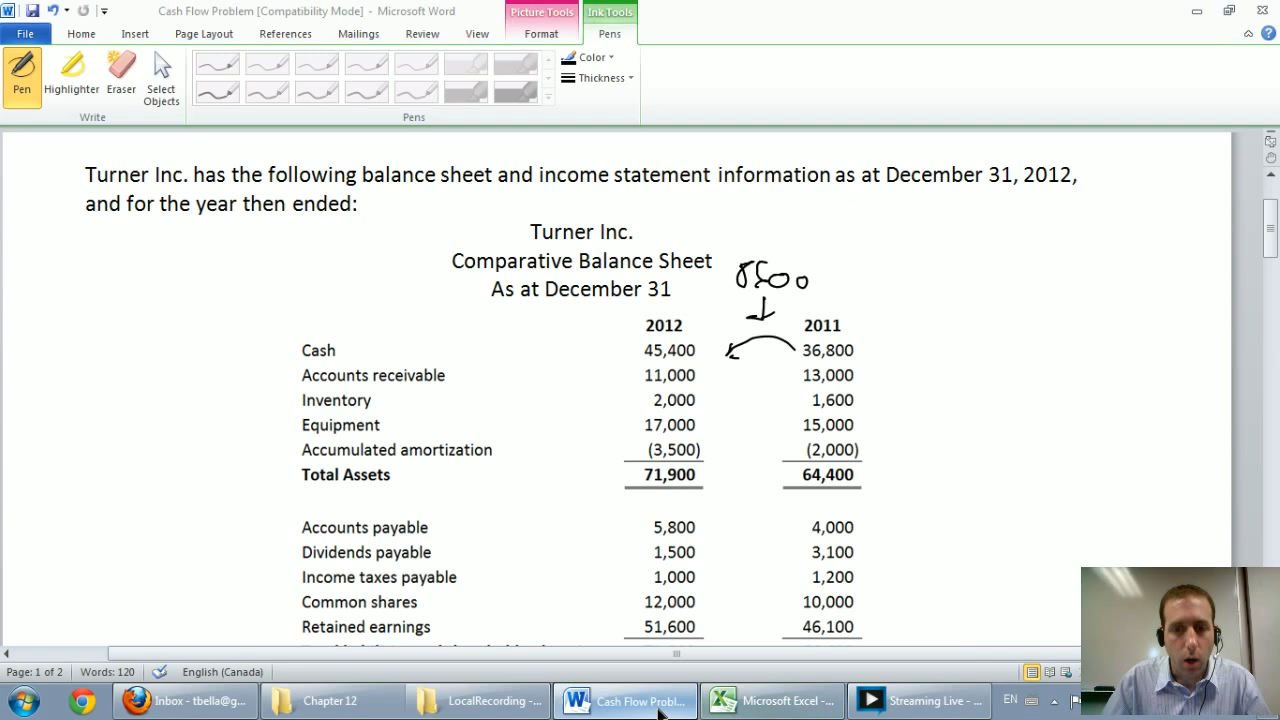 Cash Flow Problem [Compatibility Mode] - Microsoft Word
Picture Tools
Ink Tools
File
Home
Insert
Page Layout
References
Mailings
Review
View
Format
Pens
Pen
Highlighter
Eraser
Select Objects
Color
Thickness
Write
Pens
Turner Inc. has the following balance sheet and income statement information as at December 31, 2012,
and for the year then ended:
Turner Inc.
Comparative Balance Sheet
As at December 31
8500
2012 2011
Cash 45,400 36,800
Accounts receivable 11,000 13,000
Inventory 2,000 1,600
Equipment 17,000 15,000
Accumulated amortization (3,500) (2,000)
Total Assets 71,900 64,400
Accounts payable 5,800 4,000
Dividends payable 1,500 3,100
Income taxes payable 1,000 1,200
Common shares 12,000 10,000
Retained earnings 51,600 46,100
Page: 1 of 2
Words: 120
English (Canada)
Inbox - tbella@g...
Chapter 12
LocalRecording -...
Cash Flow Probl...
Microsoft Excel -...
Streaming Live -...
EN